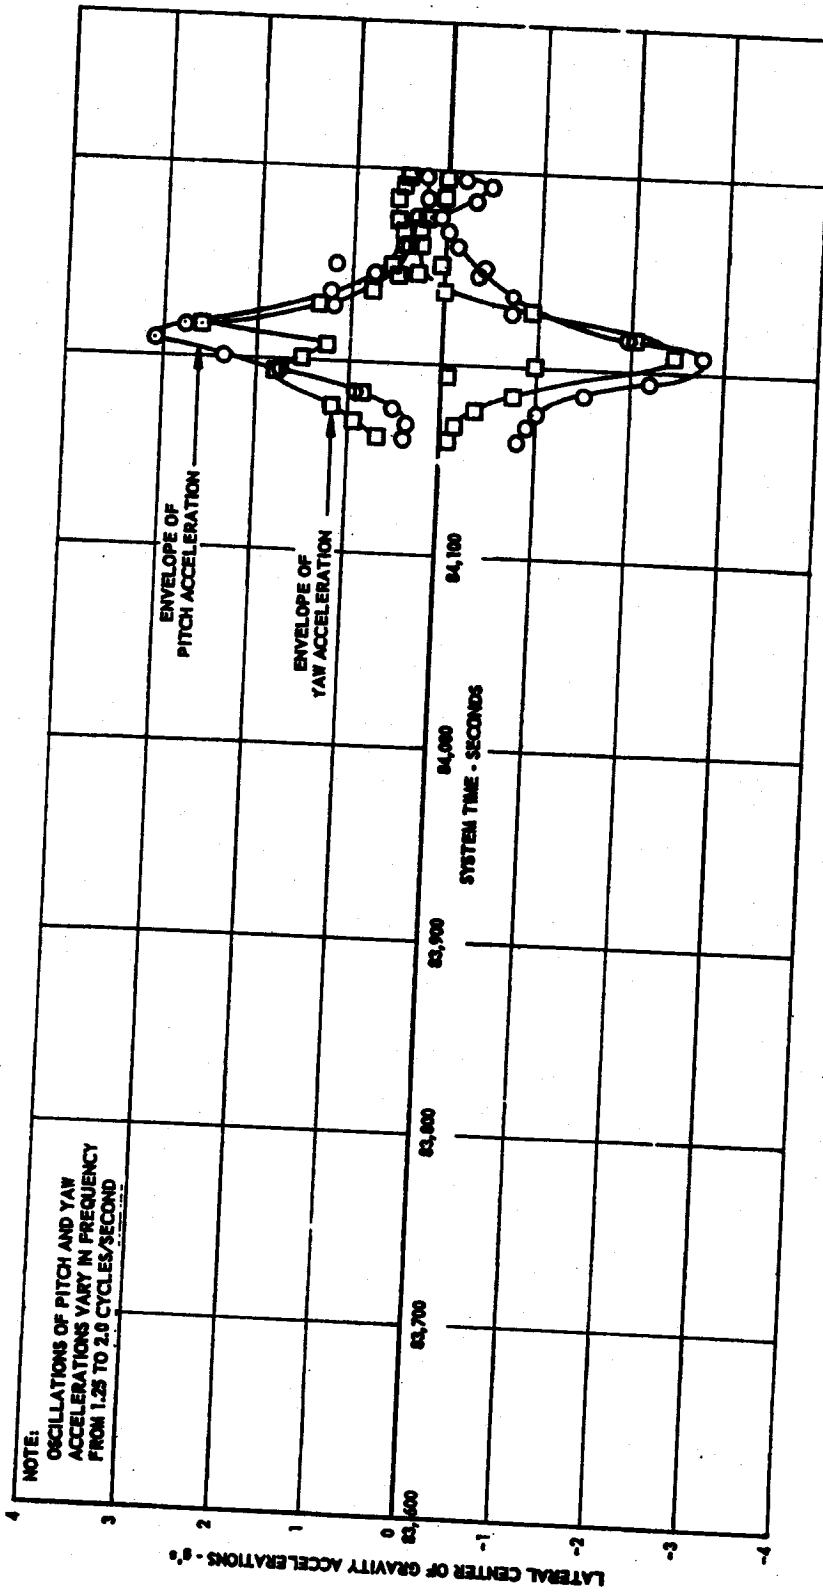 NOTE:
OSCILLATIONS OF PITCH AND YAW
ACCELERATIONS VARY IN FREQUENCY
FROM 1.25 TO 2.0 CYCLES/SECOND
ENVELOPE OF
PITCH ACCELERATION
ENVELOPE OF
YAW ACCELERATION
LATERAL CENTER OF GRAVITY ACCELERATIONS - g's
4
3
2
1
0
-1
-2
-3
-4
83,600
83,700
83,800
83,900
84,000
84,100
SYSTEM TIME - SECONDS